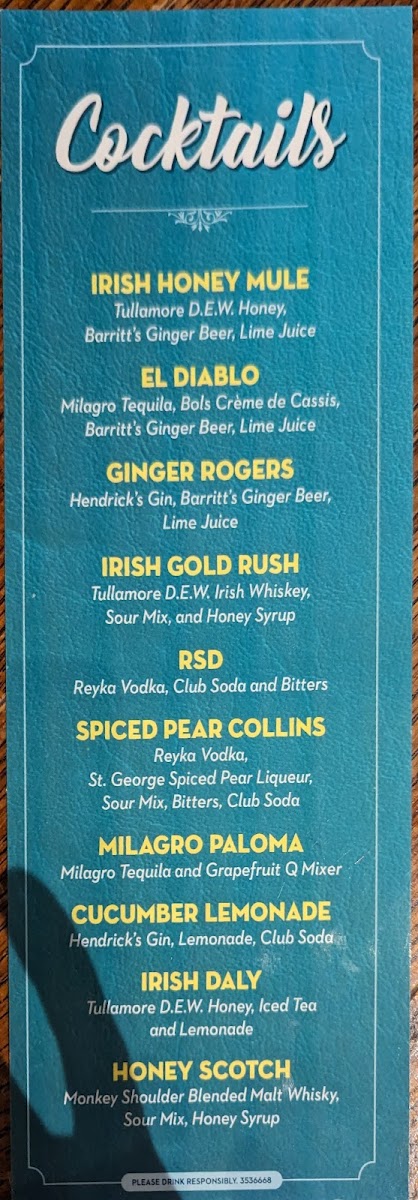 Cocktails
IRISH HONEY MULE
Tullamore D.E.W. Honey,
Barritt's Ginger Beer, Lime Juice
EL DIABLO
Milagro Tequila, Bols Crème de Cassis,
Barritt's Ginger Beer, Lime Juice
GINGER ROGERS
Hendrick's Gin, Barritt's Ginger Beer,
Lime Juice
IRISH GOLD RUSH
Tullamore D.E.W. Irish Whiskey,
Sour Mix, and Honey Syrup
RSD
Reyka Vodka, Club Soda and Bitters
SPICED PEAR COLLINS
Reyka Vodka,
St. George Spiced Pear Liqueur,
Sour Mix, Bitters, Club Soda
MILAGRO PALOMA
Milagro Tequila and Grapefruit Q Mixer
CUCUMBER LEMONADE
Hendrick's Gin, Lemonade, Club Soda
IRISH DALY
Tullamore D.E.W. Honey, Iced Tea
and Lemonade
HONEY SCOTCH
Monkey Shoulder Blended Malt Whisky,
Sour Mix, Honey Syrup
PLEASE DRINK RESPONSIBLY. 3536668